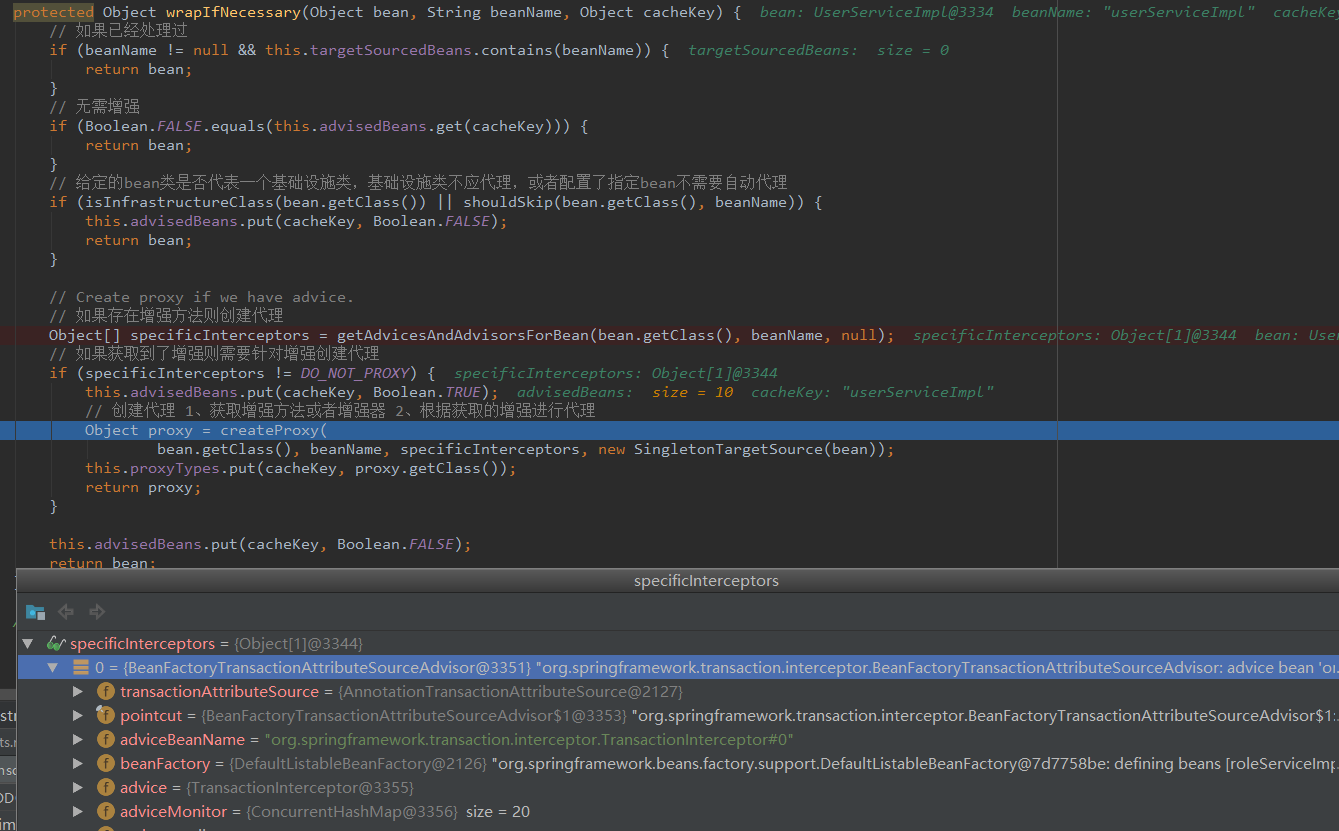 protected Object wrapIfNecessary(Object bean, String beanName, Object cacheKey) {  bean: UserServiceImpl@3334  beanName: "userServiceImpl"
// 如果已经处理过
if (beanName != null && this.targetSourcedBeans.contains(beanName)) {  targetSourcedBeans:  size = 0
return bean;
}
// 无需增强
if (Boolean.FALSE.equals(this.advisedBeans.get(cacheKey))) {
return bean;
}
// 给定的bean类是否代表一个基础设施类，基础设施类不应代理，或者配置了指定bean不需要自动代理
if (isInfrastructureClass(bean.getClass()) || shouldSkip(bean.getClass(), beanName)) {
this.advisedBeans.put(cacheKey, Boolean.FALSE);
return bean;
}
// Create proxy if we have advice.
// 如果存在增强方法则创建代理
Object[] specificInterceptors = getAdvicesAndAdvisorsForBean(bean.getClass(), beanName, null);  specificInterceptors: Object[1]@3344  bean: User
// 如果获取到了增强则需要针对增强创建代理
if (specificInterceptors != DO_NOT_PROXY) {  specificInterceptors: Object[1]@3344
this.advisedBeans.put(cacheKey, Boolean.TRUE);  advisedBeans:  size = 10  cacheKey: "userServiceImpl"
// 创建代理 1、获取增强方法或者增强器 2、根据获取的增强进行代理
Object proxy = createProxy(
bean.getClass(), beanName, specificInterceptors, new SingletonTargetSource(bean));
this.proxyTypes.put(cacheKey, proxy.getClass());
return proxy;
}
this.advisedBeans.put(cacheKey, Boolean.FALSE);
return bean;
specificInterceptors
specificInterceptors = {Object[1]@3344}
0 = {BeanFactoryTransactionAttributeSourceAdvisor@3351} "org.springframework.transaction.interceptor.BeanFactoryTransactionAttributeSourceAdvisor: advice bean 'or
transactionAttributeSource = {AnnotationTransactionAttributeSource@2127}
pointcut = {BeanFactoryTransactionAttributeSourceAdvisor$1@3353} "org.springframework.transaction.interceptor.BeanFactoryTransactionAttributeSourceAdvisor$1:
adviceBeanName = "org.springframework.transaction.interceptor.TransactionInterceptor#0"
beanFactory = {DefaultListableBeanFactory@2126} "org.springframework.beans.factory.support.DefaultListableBeanFactory@7d7758be: defining beans [roleServiceImp
advice = {TransactionInterceptor@3355}
adviceMonitor = {ConcurrentHashMap@3356}  size = 20